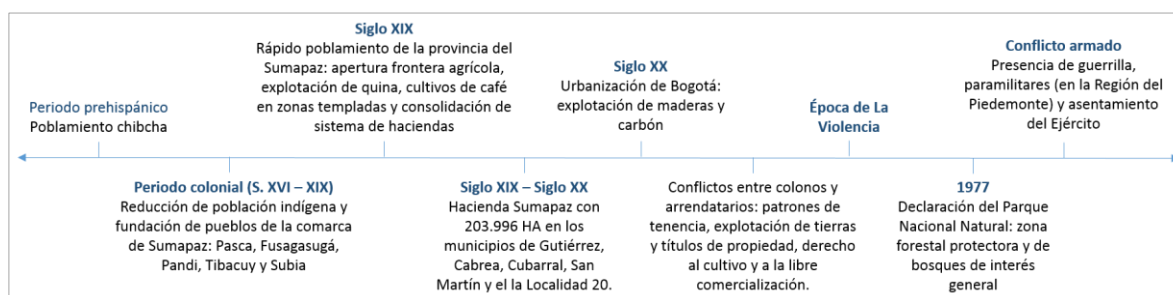 Periodo prehispánico
Poblamiento chibcha
Periodo colonial (S. XVI – XIX)
Reducción de población indígena y
fundación de pueblos de la comarca
de Sumapaz: Pasca, Fusagasugá,
Pandi, Tibacuy y Subia
Siglo XIX
Rápido poblamiento de la provincia del
Sumapaz: apertura frontera agrícola,
explotación de quina, cultivos de café
en zonas templadas y consolidación de
sistema de haciendas
Siglo XIX – Siglo XX
Hacienda Sumapaz con
203.996 HA en los
municipios de Gutiérrez,
Cabrea, Cubarral, San
Martín y el la Localidad 20.
Siglo XX
Urbanización de Bogotá:
explotación de maderas y
carbón
Conflictos entre colonos y
arrendatarios: patrones de
tenencia, explotación de tierras
y títulos de propiedad, derecho
al cultivo y a la libre
comercialización.
Época de La
Violencia
1977
Declaración del Parque
Nacional Natural: zona
forestal protectora y de
bosques de interés
general
Conflicto armado
Presencia de guerrilla,
paramilitares (en la Región del
Piedemonte) y asentamiento
del Ejército